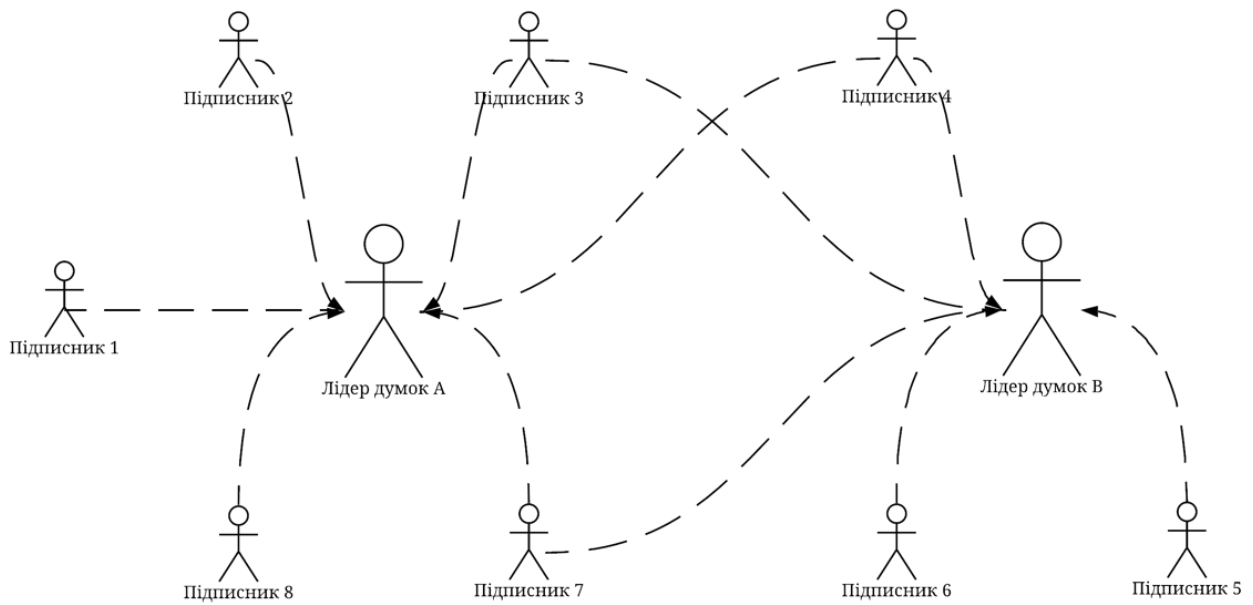 Підписник 2
Підписник 3
Підписник 4
Підписник 1
Лідер думок А
Лідер думок В
Підписник 8
Підписник 7
Підписник 6
Підписник 5